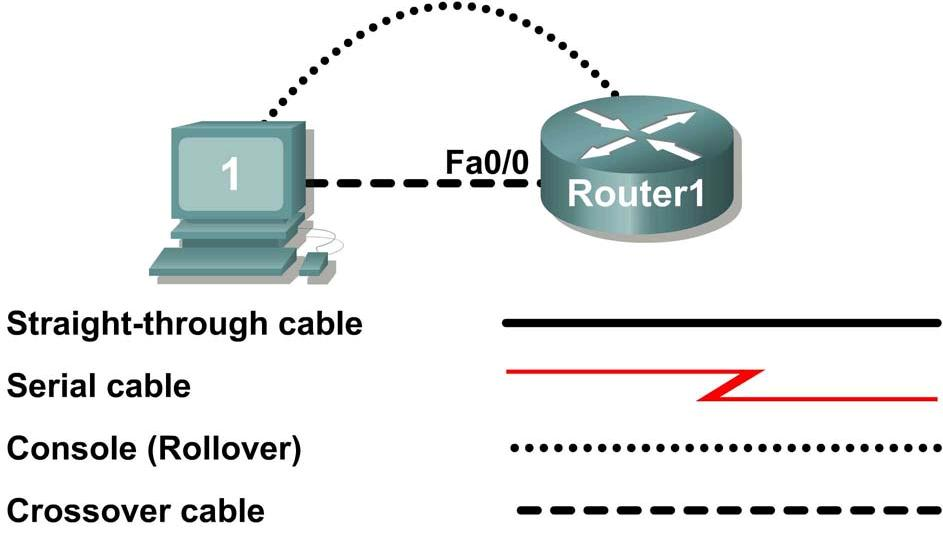 Fa0/0
1
Router1
Straight-through cable
Serial cable
Console (Rollover)
Crossover cable